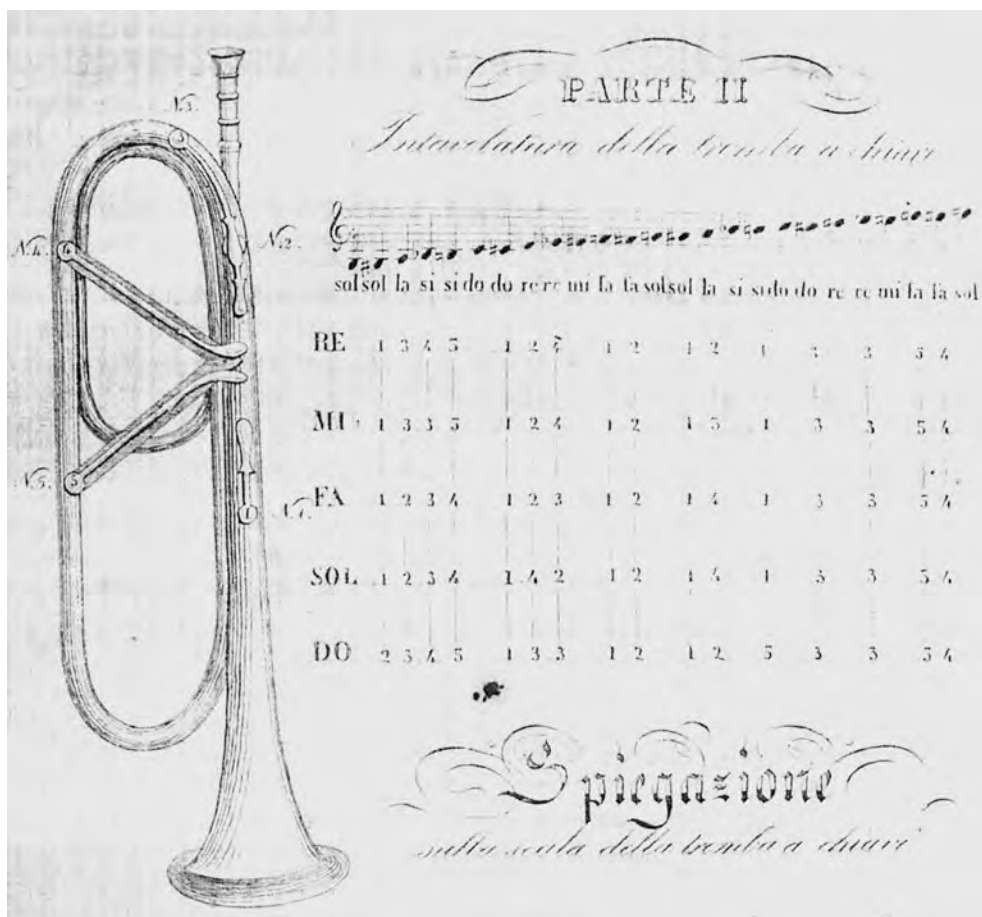 PARTE II
Intavolatura della tromba a chiavi
N.3.
N.2
N.4.
sol sol la si si do do re re mi fa fa sol sol la si si do do re re mi fa fa sol
RE 1 3 4 5 1 2 4 1 2 1 2 1 3 3 5 4
MI♭ 1 3 3 5 1 2 4 1 2 1 3 1 3 3 5 4
N.5.
FA 1 2 3 4 1 2 3 1 2 1 4 1 3 3 5 4
N.1.
SOL 1 2 3 4 1 4 2 1 2 1 4 1 3 3 5 4
DO 2 3 4 5 1 3 3 1 2 1 2 5 3 3 5 4
Spiegazione
sulla scala della tromba a chiavi